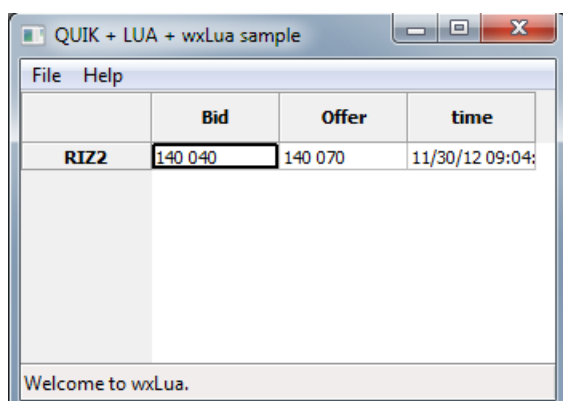 QUIK + LUA + wxLua sample
File Help
Bid Offer time
RIZ2 140 040 140 070 11/30/12 09:04:
Welcome to wxLua.